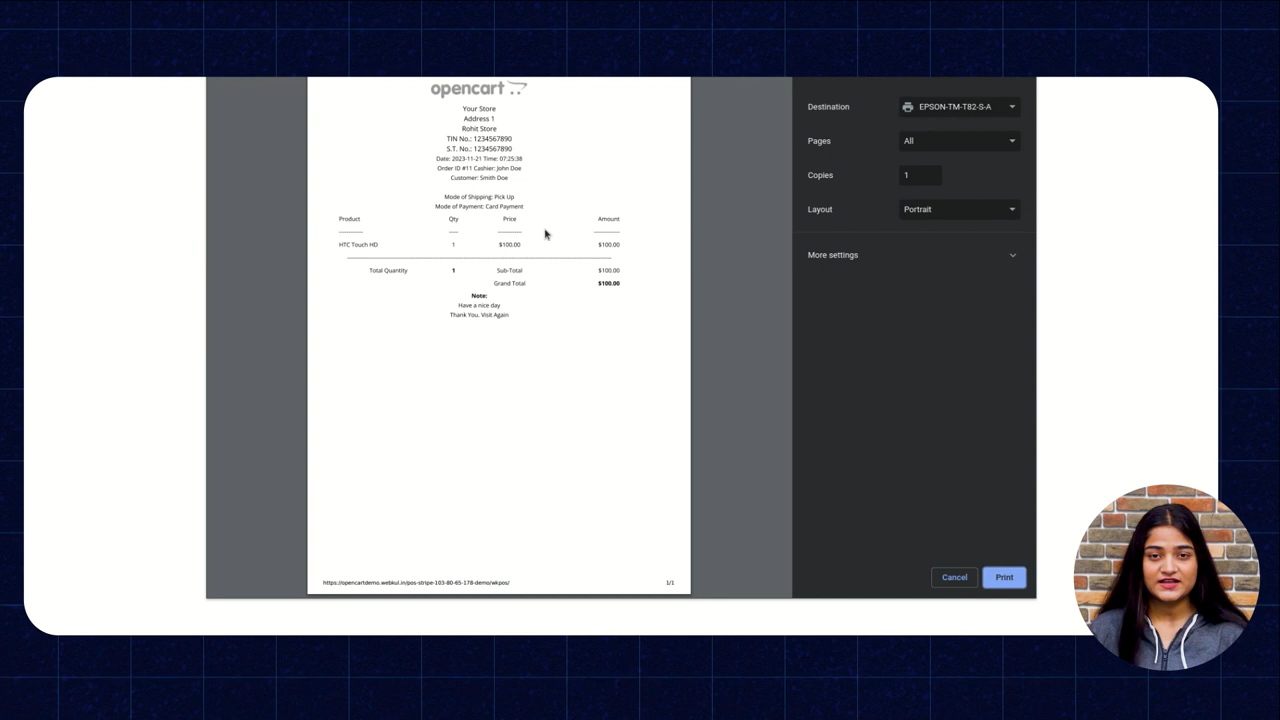 opencart
Your Store
Address 1
Rohit Store
TIN No.: 1234567890
S.T. No.: 1234567890
Date: 2023-11-21 Time: 07:25:38
Order ID #11 Cashier: John Doe
Customer: Smith Doe
Mode of Shipping: Pick Up
Mode of Payment: Card Payment
Product Qty Price Amount
HTC Touch HD 1 $100.00 $100.00
Total Quantity 1 Sub-Total $100.00
Grand Total $100.00
Note:
Have a nice day
Thank You. Visit Again
https://opencartdemo.webkul.in/pos-stripe-103-80-65-178-demo/wkpos/ 1/1
Destination EPSON-TM-T82-S-A
Pages All
Copies 1
Layout Portrait
More settings
Cancel Print